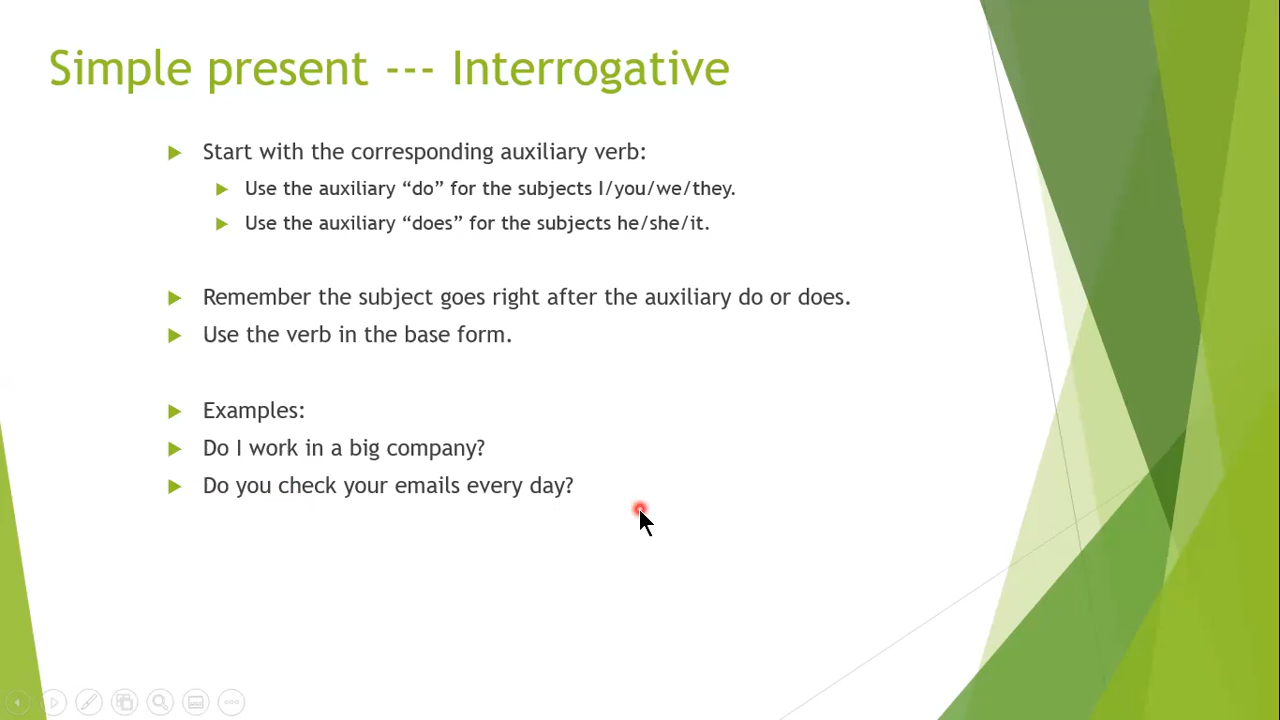 Simple present --- Interrogative
Start with the corresponding auxiliary verb:
Use the auxiliary “do” for the subjects I/you/we/they.
Use the auxiliary “does” for the subjects he/she/it.
Remember the subject goes right after the auxiliary do or does.
Use the verb in the base form.
Examples:
Do I work in a big company?
Do you check your emails every day?